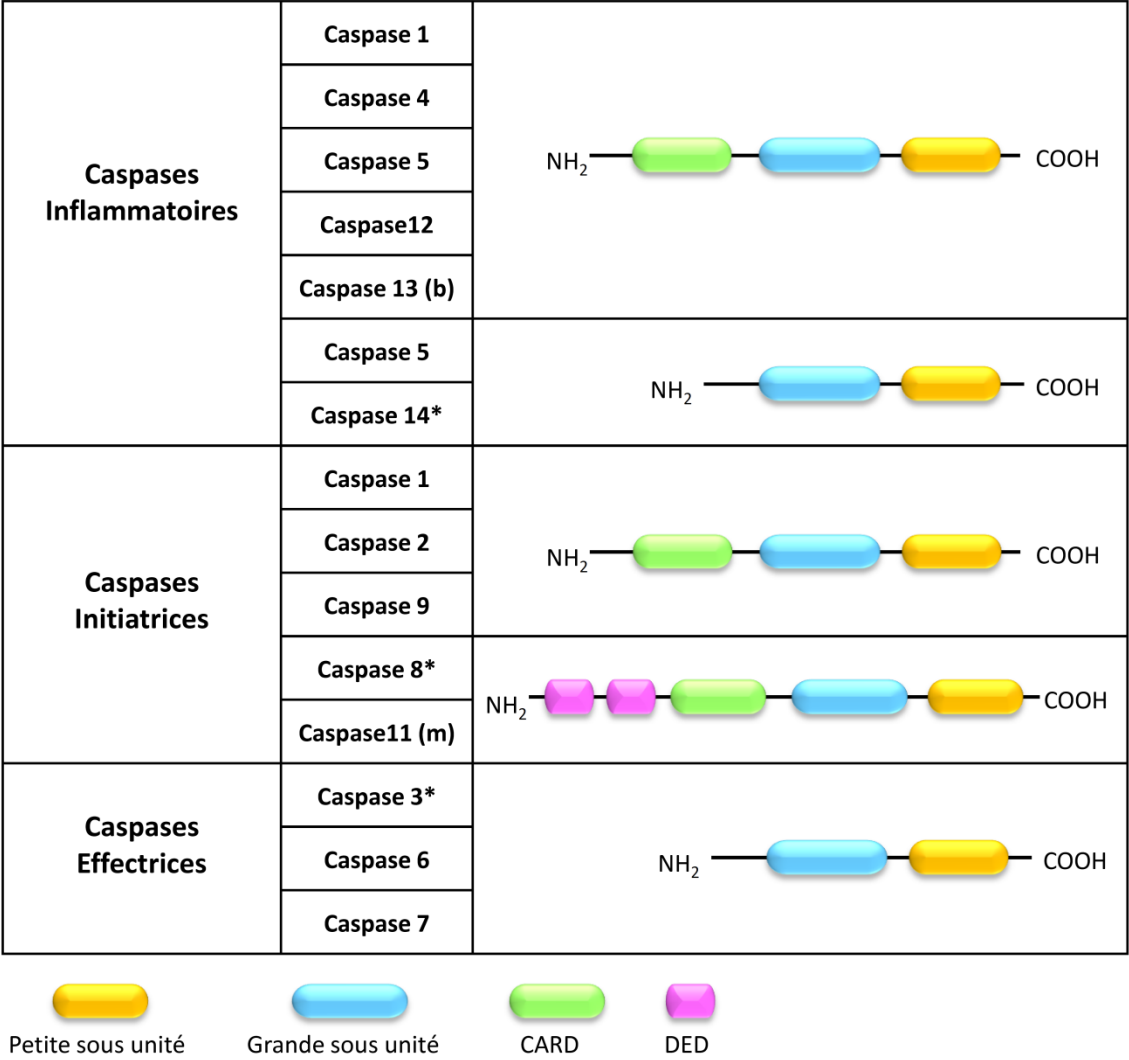 Caspases
Inflammatoires
Caspase 1
Caspase 4
Caspase 5
Caspase12
Caspase 13 (b)
NH2
COOH
Caspase 5
Caspase 14*
NH2
COOH
Caspases
Initiatrices
Caspase 1
Caspase 2
Caspase 9
NH2
COOH
Caspase 8*
Caspase11 (m)
NH2
COOH
Caspases
Effectrices
Caspase 3*
Caspase 6
Caspase 7
NH2
COOH
Petite sous unité
Grande sous unité
CARD
DED